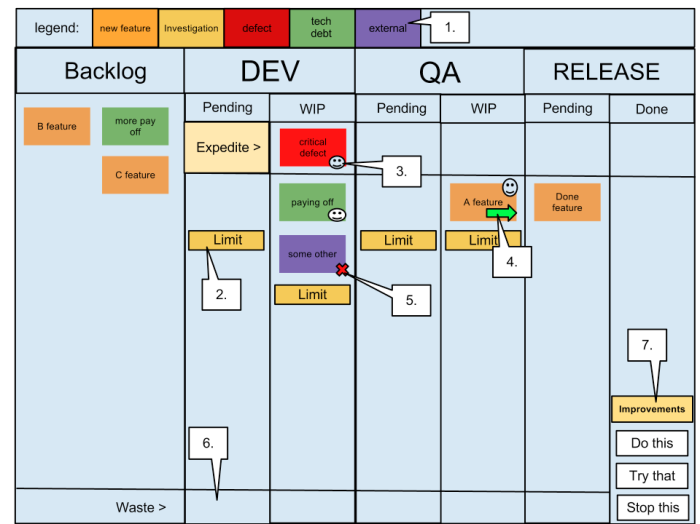 legend:
new feature
Investigation
defect
tech
debt
external
1.
Backlog
DEV
QA
RELEASE
Pending
WIP
Pending
WIP
Pending
Done
B feature
more pay
off
C feature
Expedite >
critical
defect
3.
paying off
A feature
Done
feature
Limit
some other
Limit
Limit
4.
2.
Limit
5.
7.
Improvements
6.
Do this
Try that
Waste >
Stop this